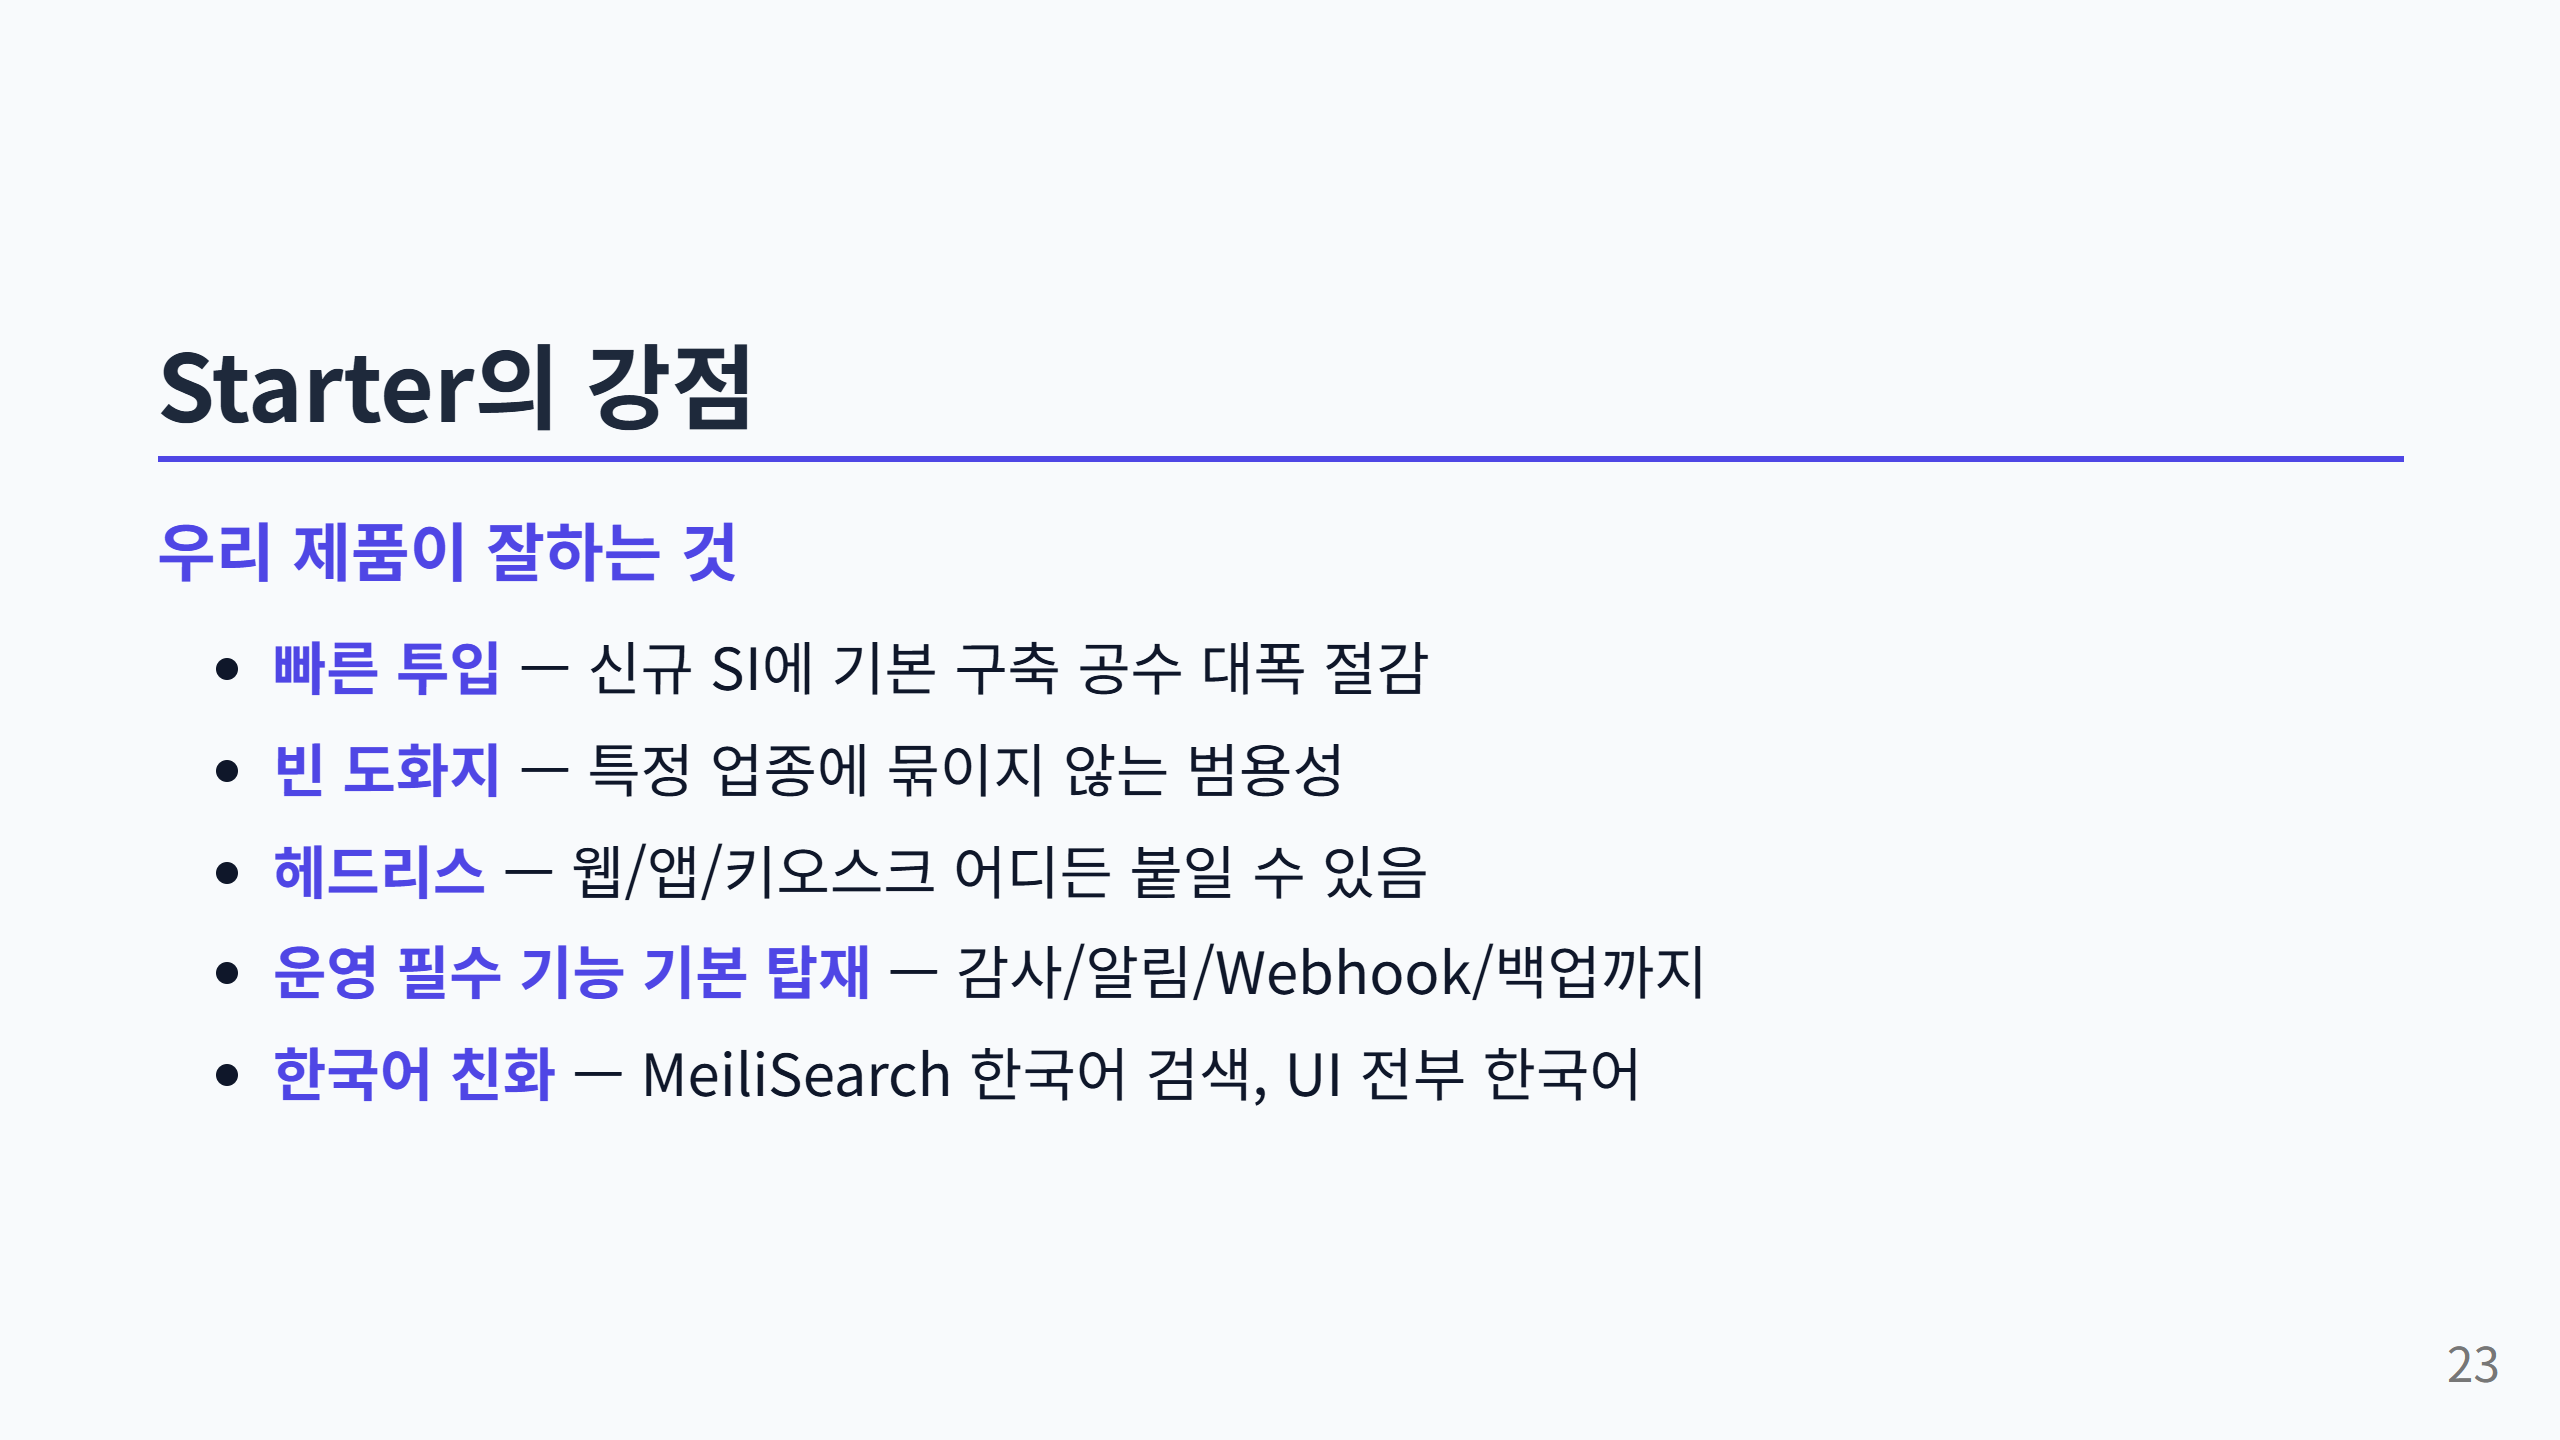 Starter의 강점
우리 제품이 잘하는 것
• 빠른 투입 — 신규 SI에 기본 구축 공수 대폭 절감
• 빈 도화지 — 특정 업종에 묶이지 않는 범용성
• 헤드리스 — 웹/앱/키오스크 어디든 붙일 수 있음
• 운영 필수 기능 기본 탑재 — 감사/알림/Webhook/백업까지
• 한국어 친화 — MeiliSearch 한국어 검색, UI 전부 한국어
23